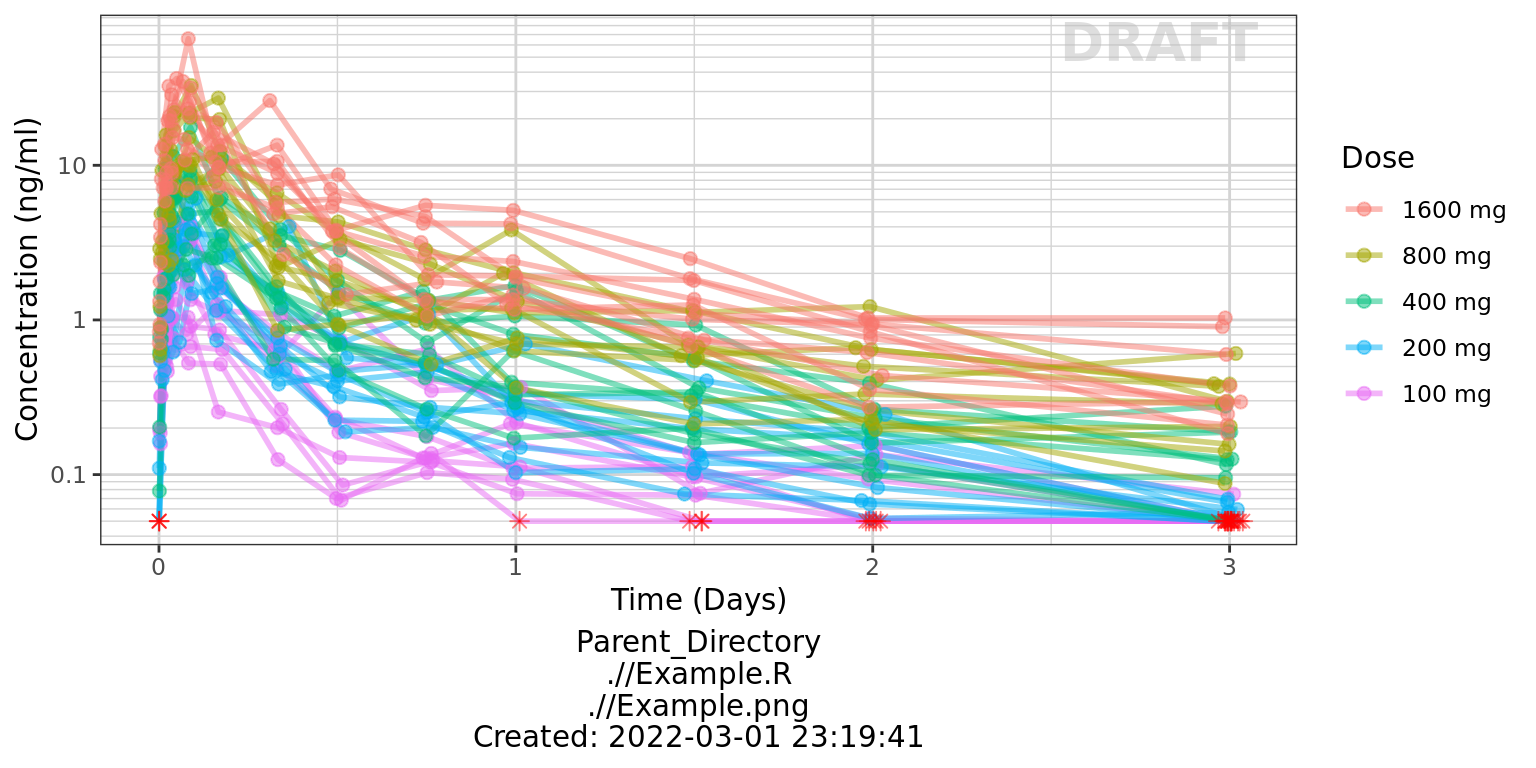 DRAFT
Concentration (ng/ml)
10
1
0.1
0 1 2 3
Time (Days)
Parent_Directory
.//Example.R
.//Example.png
Created: 2022-03-01 23:19:41
Dose
1600 mg
800 mg
400 mg
200 mg
100 mg